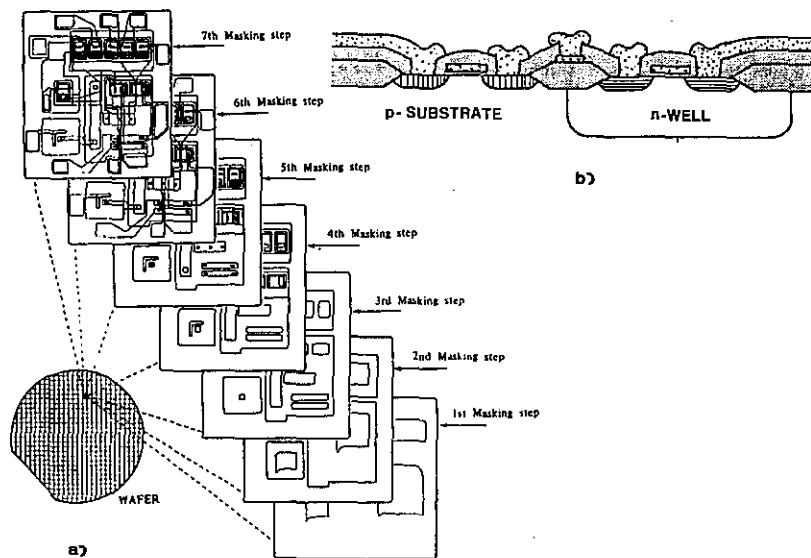 7th Masking step
6th Masking step
5th Masking step
4th Masking step
3rd Masking step
2nd Masking step
1st Masking step
WAFER
a)
p- SUBSTRATE
n-WELL
b)